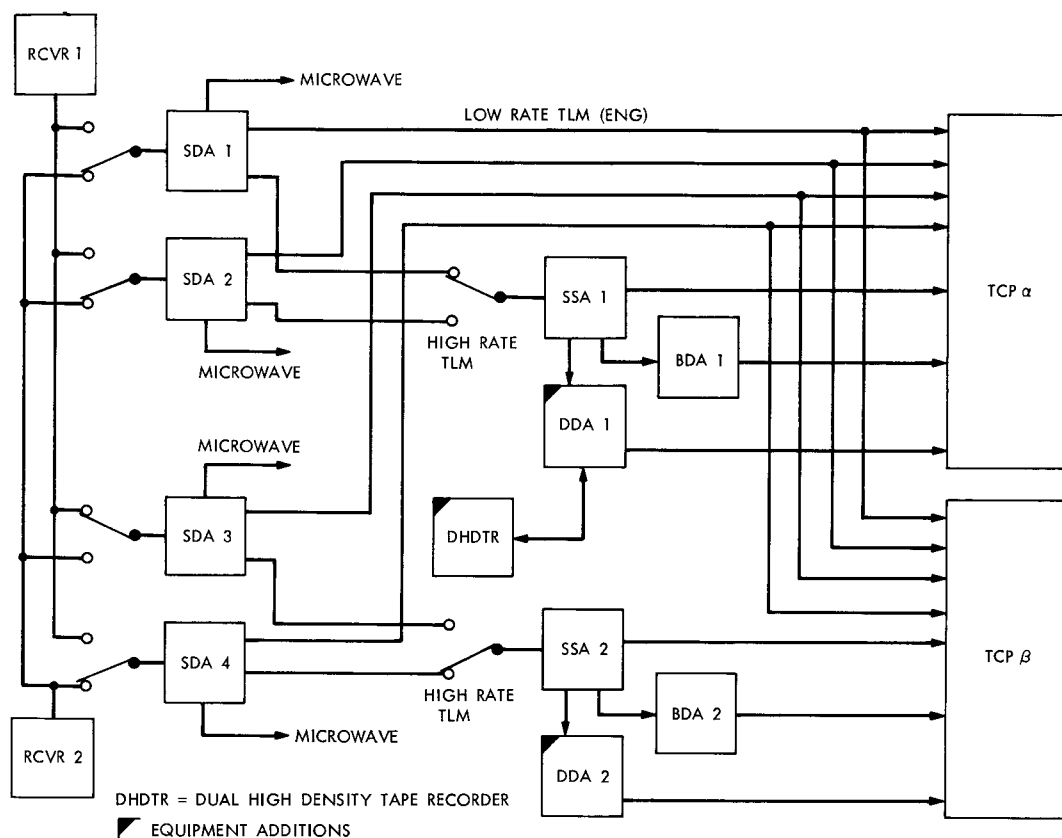 RCVR 1
MICROWAVE
SDA 1
LOW RATE TLM (ENG)
SDA 2
MICROWAVE
HIGH RATE
TLM
SSA 1
BDA 1
DDA 1
TCP α
MICROWAVE
SDA 3
DHDTR
SDA 4
HIGH RATE
TLM
SSA 2
BDA 2
DDA 2
TCP β
MICROWAVE
RCVR 2
DHDTR = DUAL HIGH DENSITY TAPE RECORDER
EQUIPMENT ADDITIONS